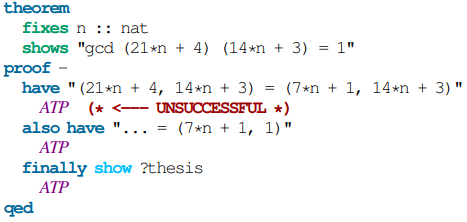 theorem
fixes n :: nat
shows "gcd (21*n + 4) (14*n + 3) = 1"
proof -
have "(21*n + 4, 14*n + 3) = (7*n + 1, 14*n + 3)"
ATP (* <--- UNSUCCESSFUL *)
also have "... = (7*n + 1, 1)"
ATP
finally show ?thesis
ATP
qed